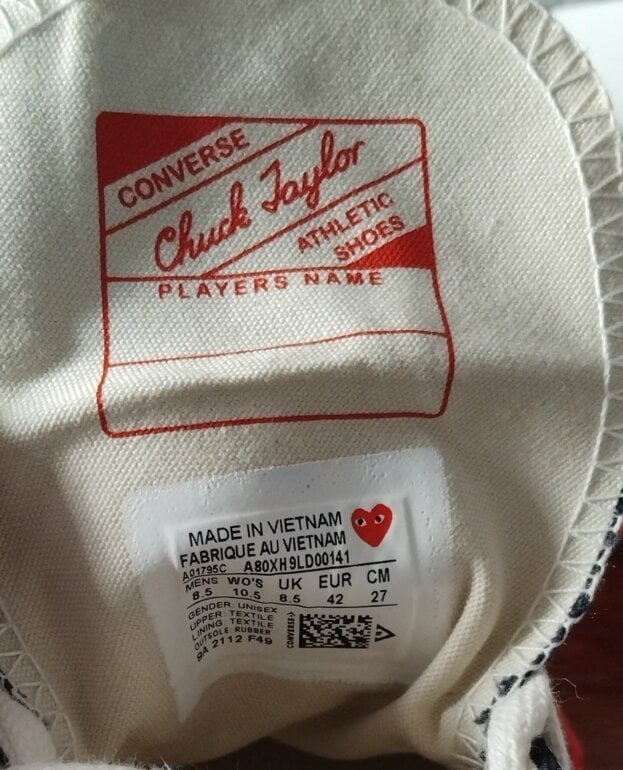 CONVERSE
Chuck Taylor
ATHLETIC
SHOES
PLAYERS NAME
MADE IN VIETNAM
FABRIQUE AU VIETNAM
A01795C A80XH9LD00141
MENS WO'S UK EUR CM
8.5 10.5 8.5 42 27
GENDER: UNISEX
UPPER: TEXTILE
LINING: TEXTILE
OUTSOLE: RUBBER
9A 2112 F49
CONVERSE